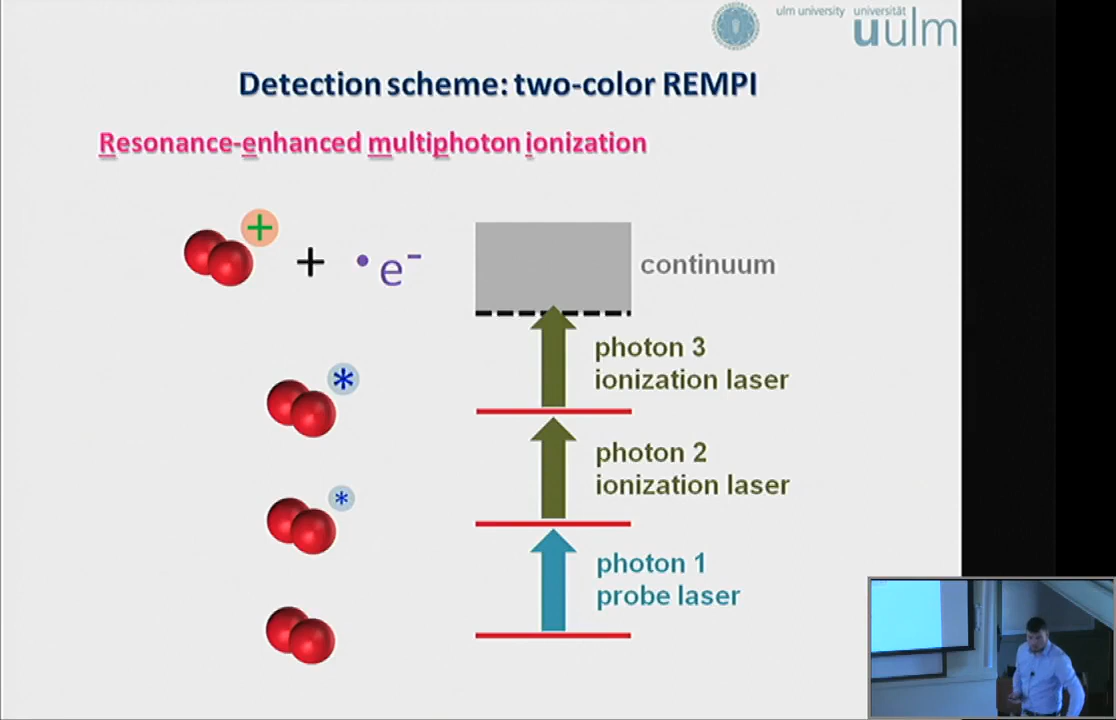 ulm university universität
uulm
Detection scheme: two-color REMPI
Resonance-enhanced multiphoton ionization
+
+ • e⁻
continuum
photon 3
ionization laser
*
photon 2
ionization laser
*
photon 1
probe laser